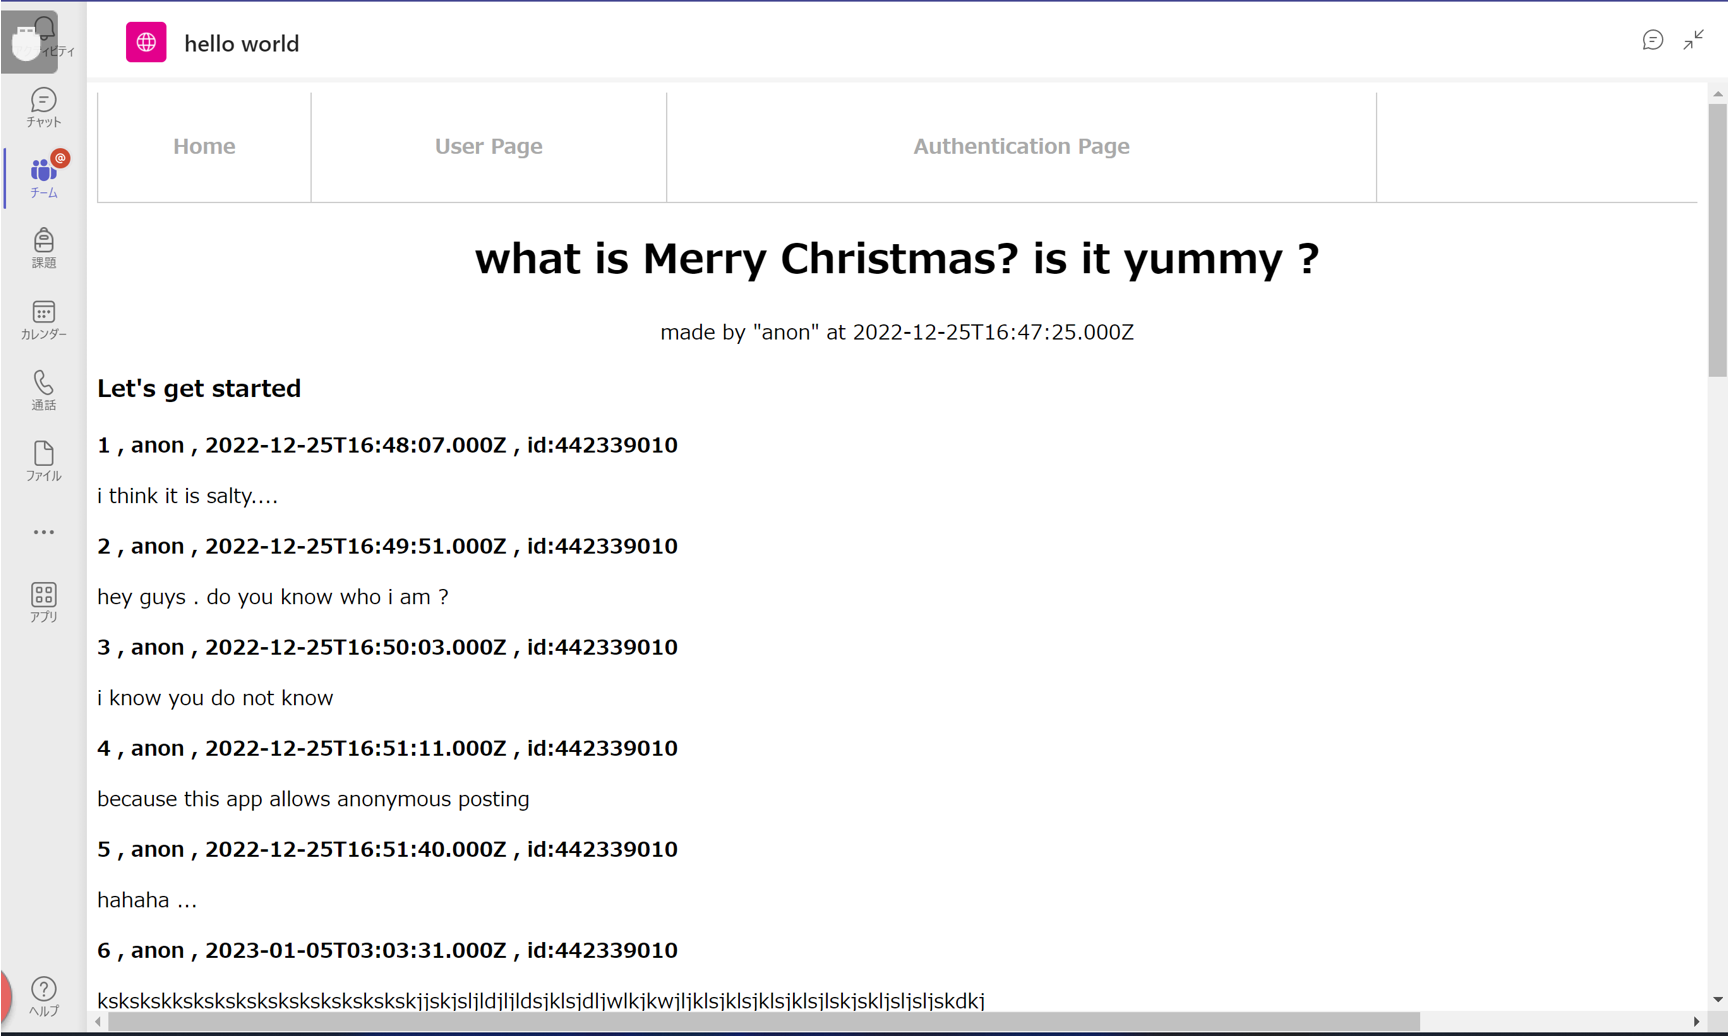 hello world
ィビティ
チャット
@
チーム
課題
カレンダー
通話
ファイル
アプリ
ヘルプ
Home
User Page
Authentication Page
what is Merry Christmas? is it yummy ?
made by "anon" at 2022-12-25T16:47:25.000Z
Let's get started
1 , anon , 2022-12-25T16:48:07.000Z , id:442339010
i think it is salty....
2 , anon , 2022-12-25T16:49:51.000Z , id:442339010
hey guys . do you know who i am ?
3 , anon , 2022-12-25T16:50:03.000Z , id:442339010
i know you do not know
4 , anon , 2022-12-25T16:51:11.000Z , id:442339010
because this app allows anonymous posting
5 , anon , 2022-12-25T16:51:40.000Z , id:442339010
hahaha ...
6 , anon , 2023-01-05T03:03:31.000Z , id:442339010
kskskskkskskskskskskskskskskskjjskjsljldjljldsjklsjdljwlkjkwjljklsjklsjklsjklsjlskjskljsljsljskdkj